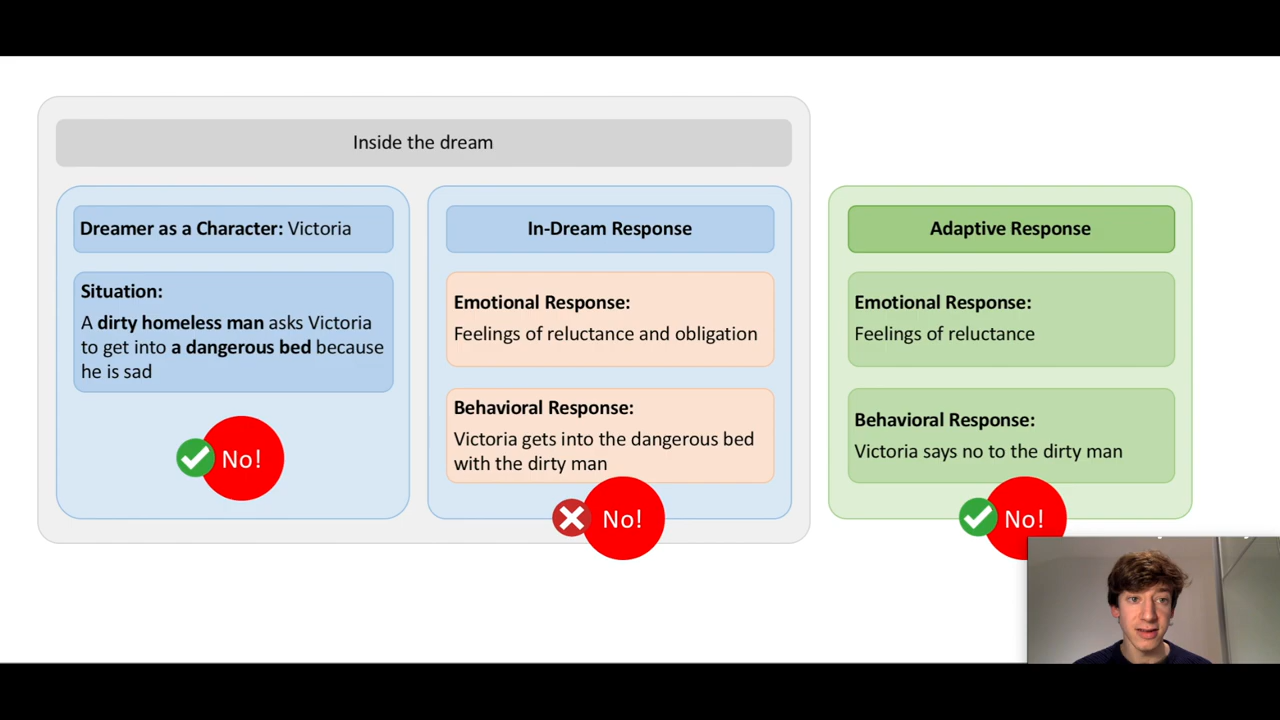 Inside the dream
Dreamer as a Character: Victoria
Situation:
A dirty homeless man asks Victoria
to get into a dangerous bed because
he is sad
No!
In-Dream Response
Emotional Response:
Feelings of reluctance and obligation
Behavioral Response:
Victoria gets into the dangerous bed
with the dirty man
No!
Adaptive Response
Emotional Response:
Feelings of reluctance
Behavioral Response:
Victoria says no to the dirty man
No!